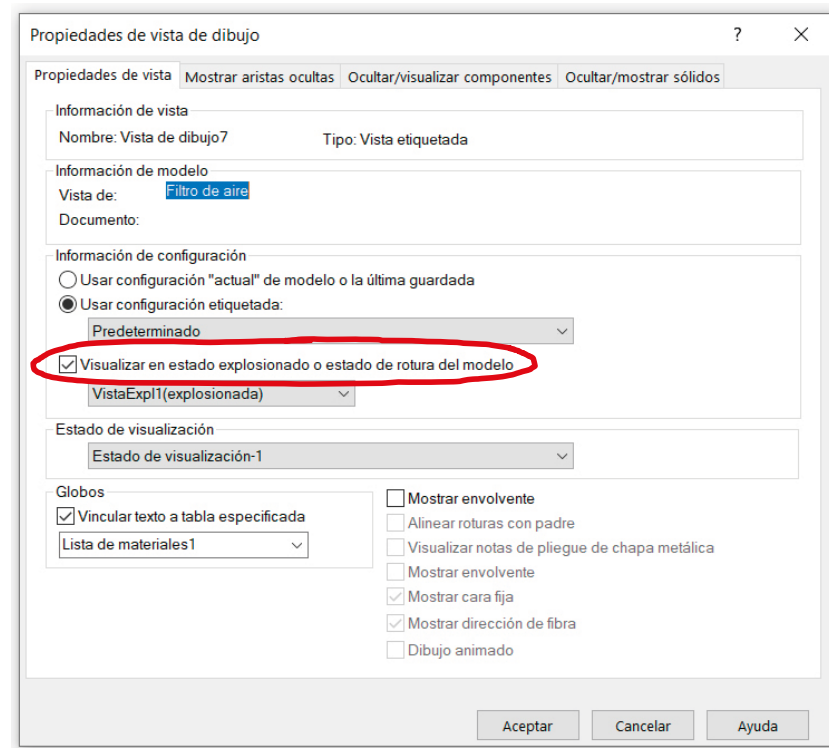 Propiedades de vista de dibujo ? X
Propiedades de vista Mostrar aristas ocultas Ocultar/visualizar componentes Ocultar/mostrar sólidos
Información de vista
Nombre: Vista de dibujo7 Tipo: Vista etiquetada
Información de modelo
Vista de: Filtro de aire
Documento:
Información de configuración
Usar configuración "actual" de modelo o la última guardada
Usar configuración etiquetada:
Predeterminado
Visualizar en estado explosionado o estado de rotura del modelo
VistaExpl1(explosionada)
Estado de visualización
Estado de visualización-1
Globos
Vincular texto a tabla especificada
Lista de materiales1
Mostrar envolvente
Alinear roturas con padre
Visualizar notas de pliegue de chapa metálica
Mostrar envolvente
Mostrar cara fija
Mostrar dirección de fibra
Dibujo animado
Aceptar Cancelar Ayuda